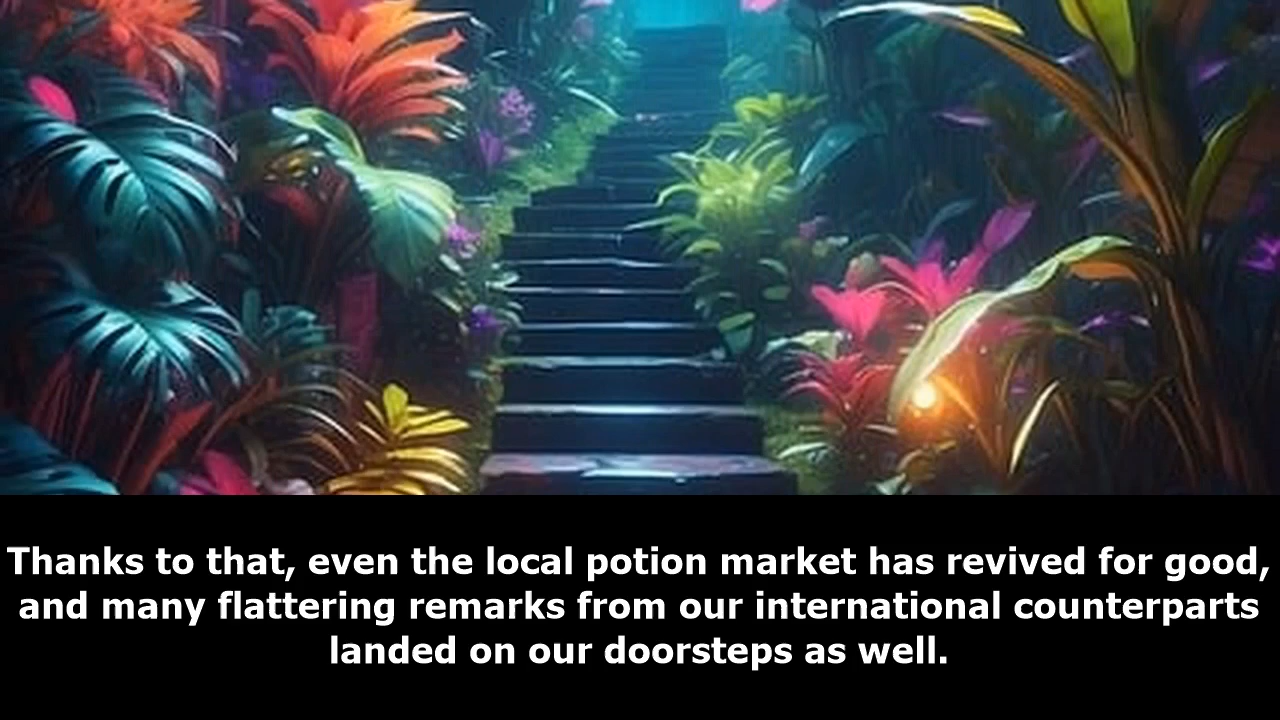 Thanks to that, even the local potion market has revived for good,
and many flattering remarks from our international counterparts
landed on our doorsteps as well.